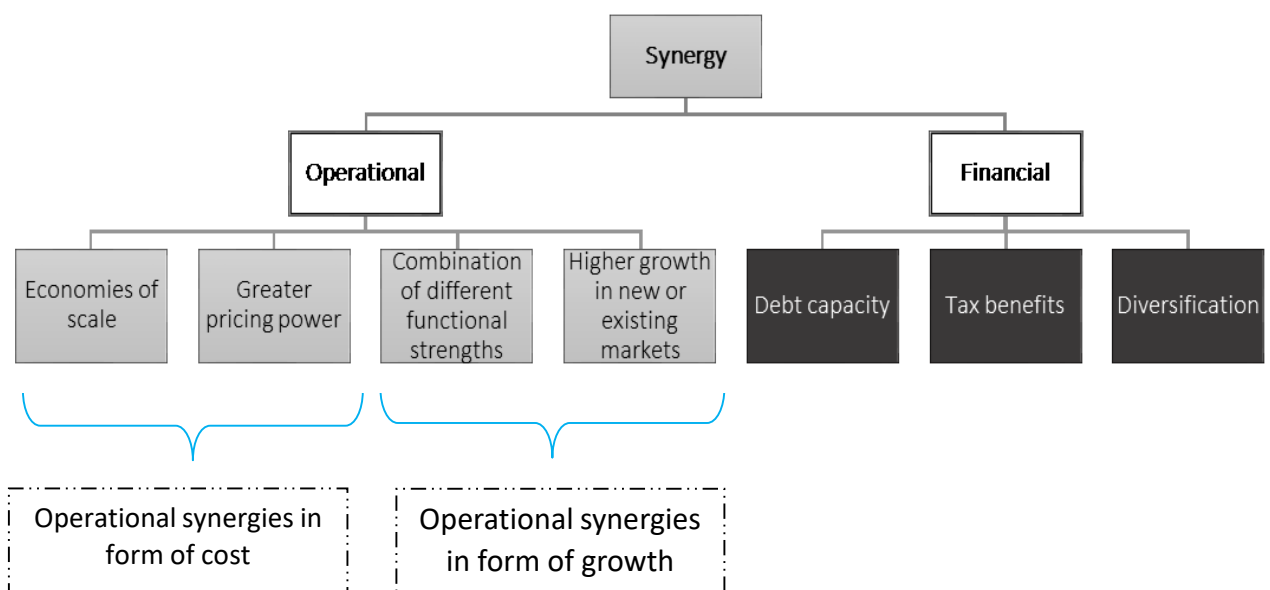 Synergy
Operational
Financial
Economies of
scale
Greater
pricing power
Combination
of different
functional
strengths
Higher growth
in new or
existing
markets
Debt capacity
Tax benefits
Diversification
Operational synergies in
form of cost
Operational synergies
in form of growth